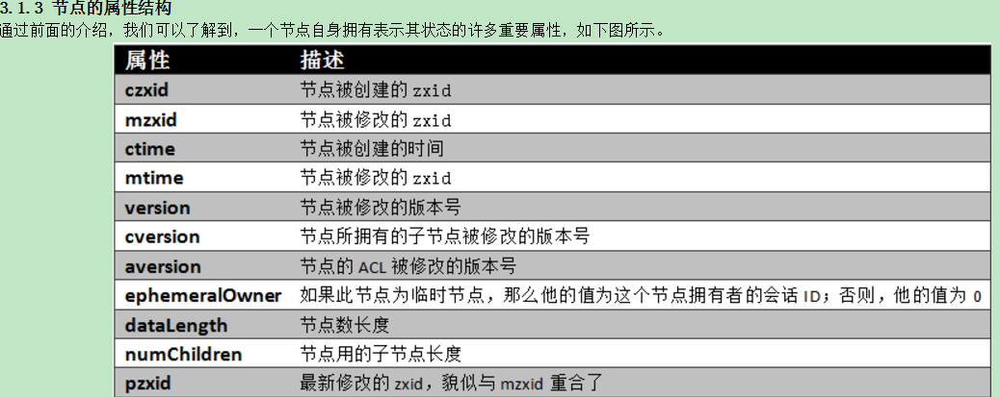 3.1.3 节点的属性结构
通过前面的介绍，我们可以了解到，一个节点自身拥有表示其状态的许多重要属性，如下图所示。
属性 描述
czxid 节点被创建的 zxid
mzxid 节点被修改的 zxid
ctime 节点被创建的时间
mtime 节点被修改的 zxid
version 节点被修改的版本号
cversion 节点所拥有的子节点被修改的版本号
aversion 节点的 ACL 被修改的版本号
ephemeralOwner 如果此节点为临时节点，那么他的值为这个节点拥有者的会话 ID；否则，他的值为 0
dataLength 节点数长度
numChildren 节点用的子节点长度
pzxid 最新修改的 zxid，貌似与 mzxid 重合了